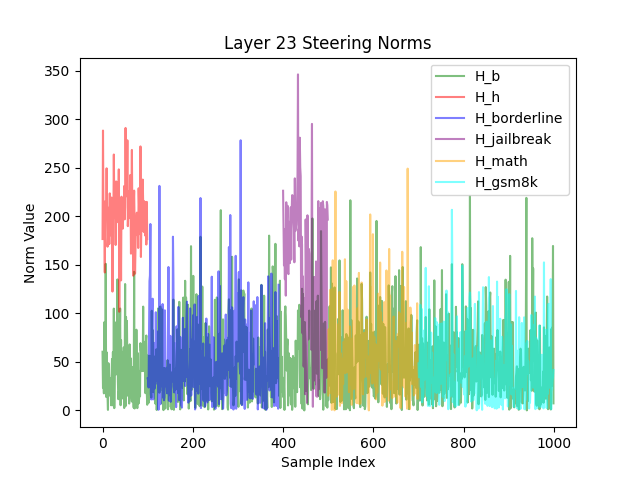 Layer 23 Steering Norms
350
300
250
200
150
100
50
0
Norm Value
0
200
400
600
800
1000
Sample Index
H_b
H_h
H_borderline
H_jailbreak
H_math
H_gsm8k